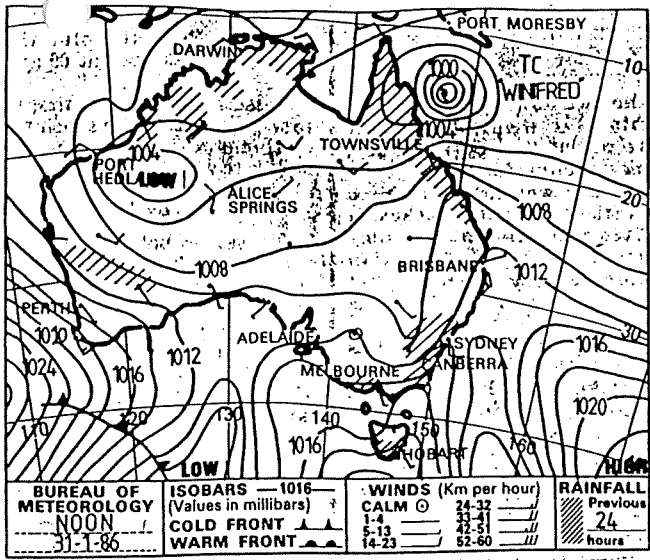 PORT MORESBY
DARWIN
1000
TC
"WINIFRED"
10
1004
1004
TOWNSVILLE
PORT
HEDLAND
LOW
ALICE
SPRINGS
20
1008
1008
BRISBANE
1012
PERTH
1010
1024
1016
1012
ADELAIDE
SYDNEY
CANBERRA
MELBOURNE
30
1016
1020
110
120
130
140
150
160
1016
HOBART
LOW
HIGH
BUREAU OF
METEOROLOGY
NOON
31-1-86
ISOBARS —1016—
(Values in millibars)
COLD FRONT
WARM FRONT
WINDS (Km per hour)
CALM
1-4
5-13
14-23
24-32
33-41
42-51
52-60
RAINFALL
Previous
24
hours